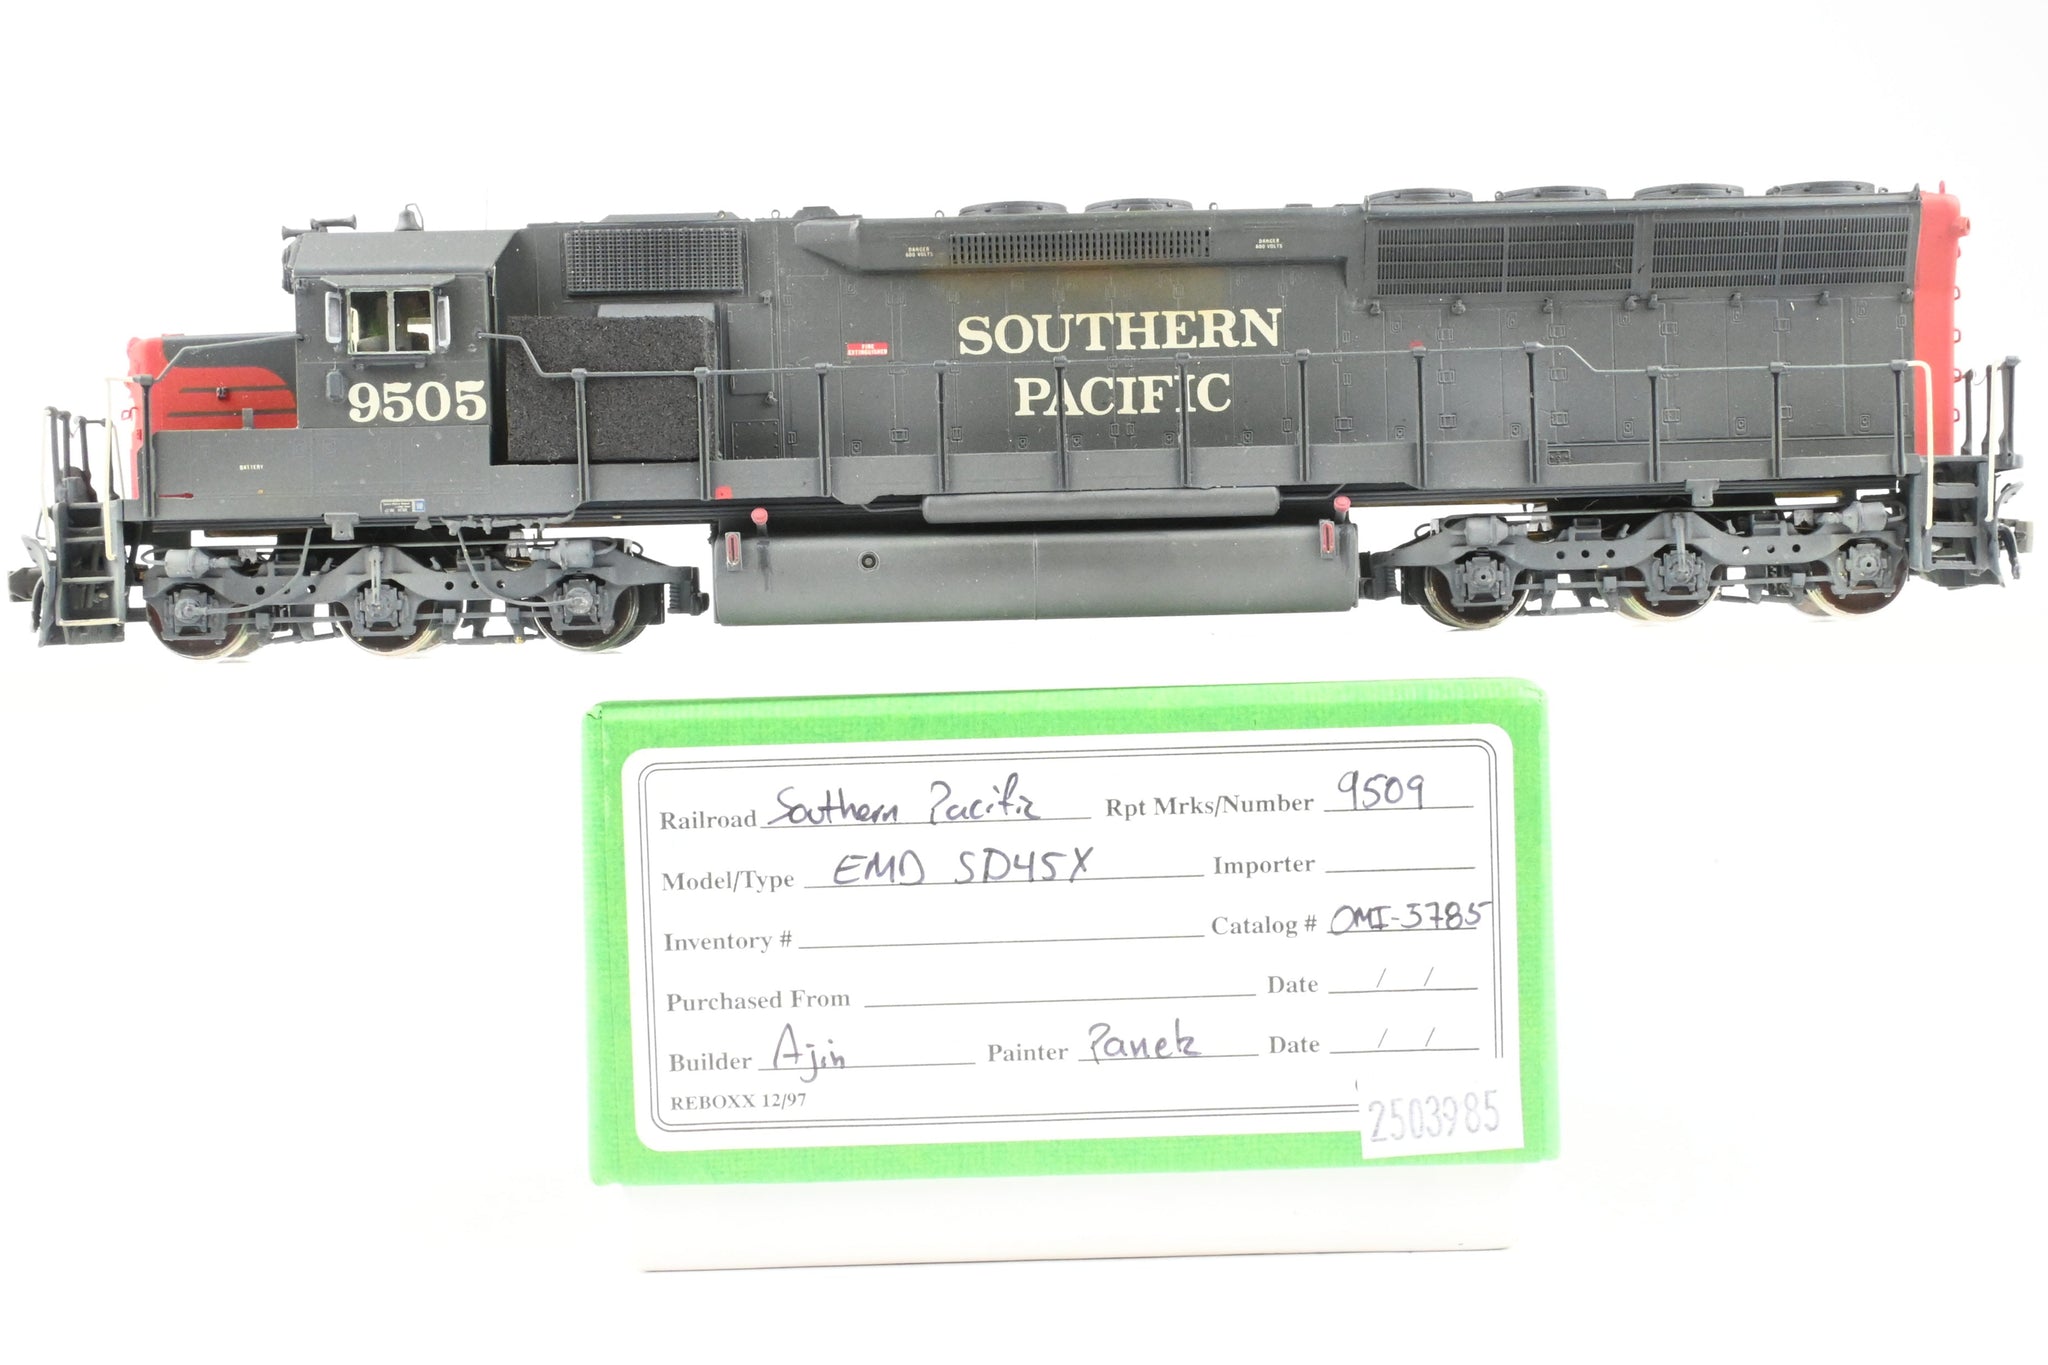 DANGER
600 VOLTS
DANGER
600 VOLTS
SOUTHERN
FIRE
EXTINGUISHER
9505
PACIFIC
BATTERY
Railroad Southern Pacific Rpt Mrks/Number 9509
Model/Type EMD SD45X Importer
Inventory # Catalog # OMI-5785
Purchased From Date / /
Builder Ajin Painter Panek Date / /
REBOXX 12/97
2503985